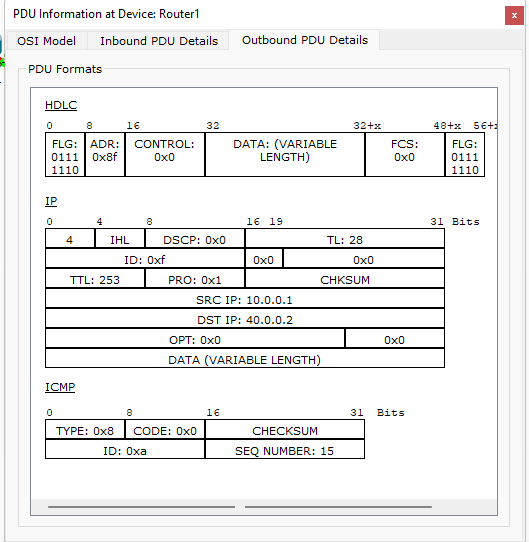 PDU Information at Device: Router1
x
OSI Model Inbound PDU Details Outbound PDU Details
PDU Formats
HDLC
0 8 16 32 32+x 48+x 56+x
FLG: ADR: CONTROL: DATA: (VARIABLE FCS: FLG:
0111 0x8f 0x0 LENGTH) 0x0 0111
1110 1110
IP
0 4 8 16 19 31 Bits
4 IHL DSCP: 0x0 TL: 28
ID: 0xf 0x0 0x0
TTL: 253 PRO: 0x1 CHKSUM
SRC IP: 10.0.0.1
DST IP: 40.0.0.2
OPT: 0x0 0x0
DATA (VARIABLE LENGTH)
ICMP
0 8 16 31 Bits
TYPE: 0x8 CODE: 0x0 CHECKSUM
ID: 0xa SEQ NUMBER: 15